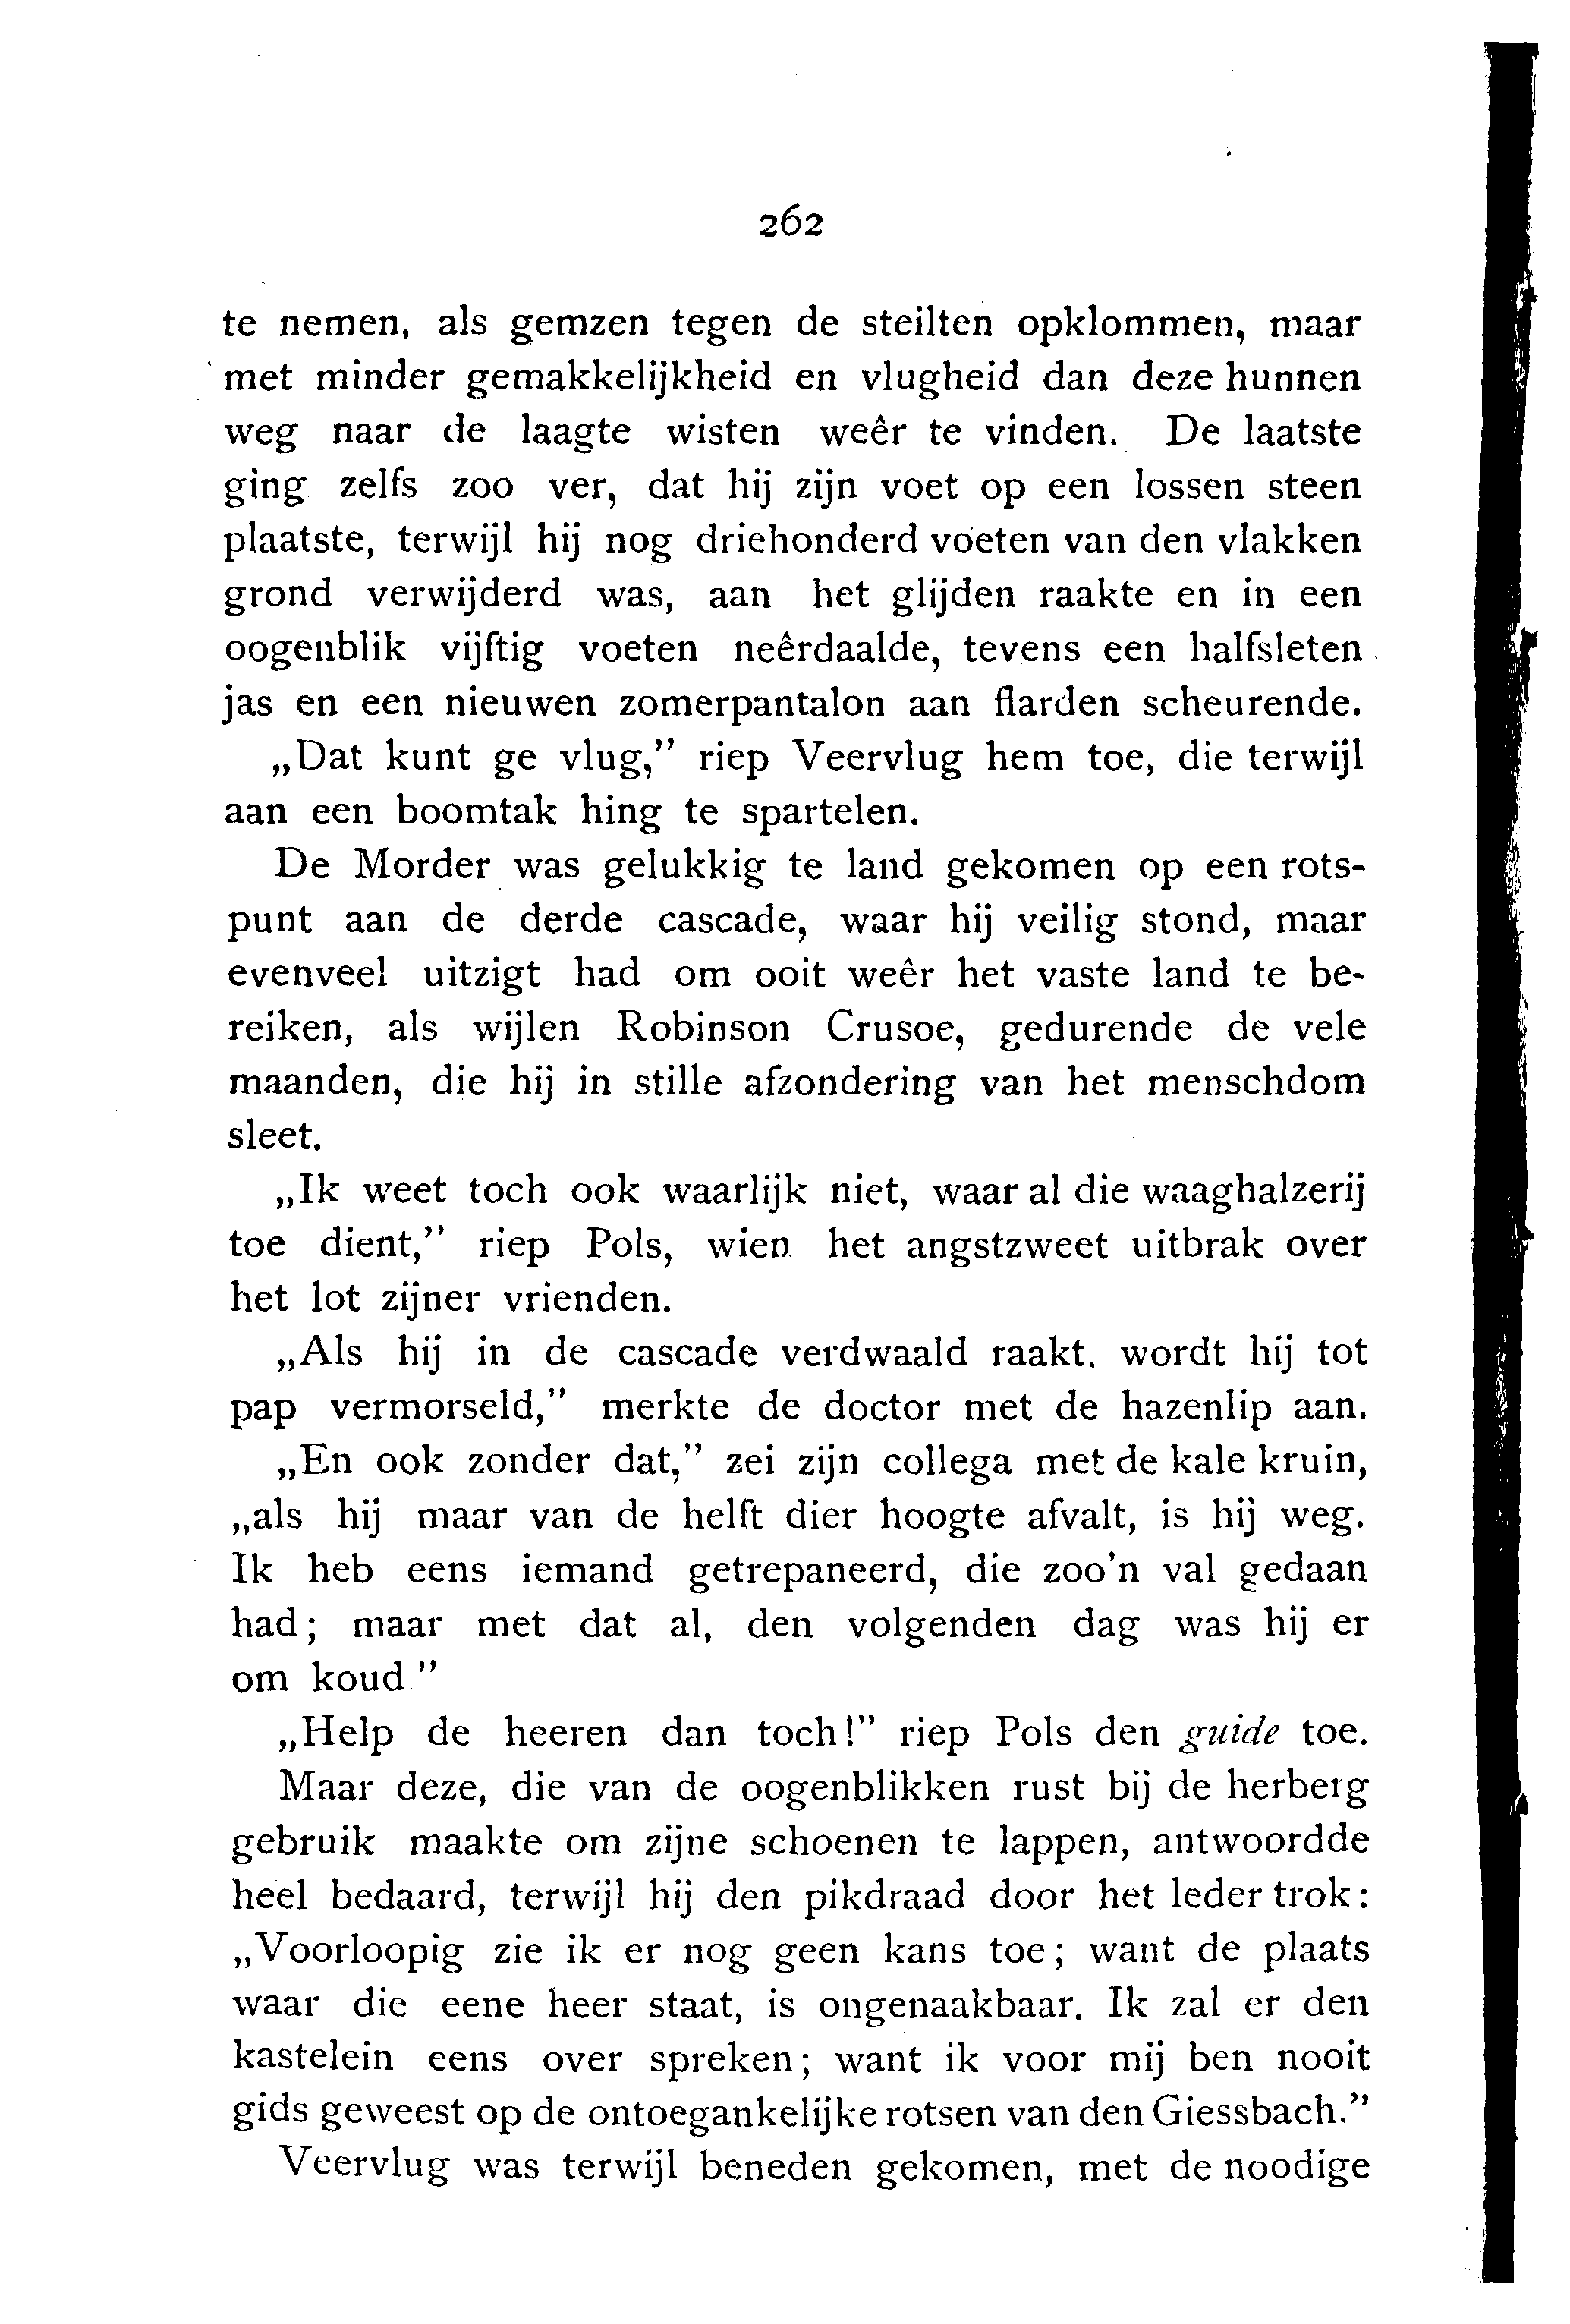 262
te nemen, als gemzen tegen de steilten opklommen, maar
met minder gemakkelijkheid en vlugheid dan deze hunnen
weg naar de laagte wisten weêr te vinden. De laatste
ging zelfs zoo ver, dat hij zijn voet op een lossen steen
plaatste, terwijl hij nog driehonderd voeten van den vlakken
grond verwijderd was, aan het glijden raakte en in een
oogenblik vijftig voeten neêrdaalde, tevens een halfsleten
jas en een nieuwen zomerpantalon aan flarden scheurende.
„Dat kunt ge vlug,” riep Veervlug hem toe, die terwijl
aan een boomtak hing te spartelen.
De Morder was gelukkig te land gekomen op een rots-
punt aan de derde cascade, waar hij veilig stond, maar
evenveel uitzigt had om ooit weêr het vaste land te be-
reiken, als wijlen Robinson Crusoe, gedurende de vele
maanden, die hij in stille afzondering van het menschdom
sleet.
„Ik weet toch ook waarlijk niet, waar al die waaghalzerij
toe dient,” riep Pols, wien het angstzweet uitbrak over
het lot zijner vrienden.
„Als hij in de cascade verdwaald raakt, wordt hij tot
pap vermorseld,” merkte de doctor met de hazenlip aan.
„En ook zonder dat,” zei zijn collega met de kale kruin,
„als hij maar van de helft dier hoogte afvalt, is hij weg.
Ik heb eens iemand getrepaneerd, die zoo'n val gedaan
had; maar met dat al, den volgenden dag was hij er
om koud.”
„Help de heeren dan toch!” riep Pols den guide toe.
Maar deze, die van de oogenblikken rust bij de herberg
gebruik maakte om zijne schoenen te lappen, antwoordde
heel bedaard, terwijl hij den pikdraad door het leder trok:
„Voorloopig zie ik er nog geen kans toe; want de plaats
waar die eene heer staat, is ongenaakbaar. Ik zal er den
kastelein eens over spreken; want ik voor mij ben nooit
gids geweest op de ontoegankelijke rotsen van den Giessbach.”
Veervlug was terwijl beneden gekomen, met de noodige